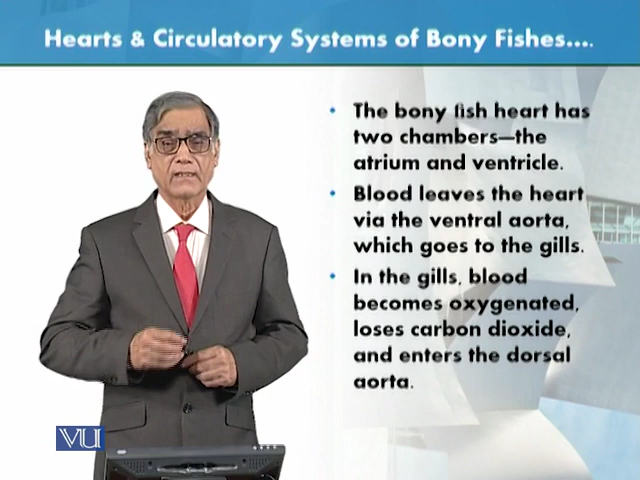 Hearts & Circulatory Systems of Bony Fishes....
• The bony fish heart has
two chambers—the
atrium and ventricle.
• Blood leaves the heart
via the ventral aorta,
which goes to the gills.
• In the gills, blood
becomes oxygenated,
loses carbon dioxide,
and enters the dorsal
aorta.
VU